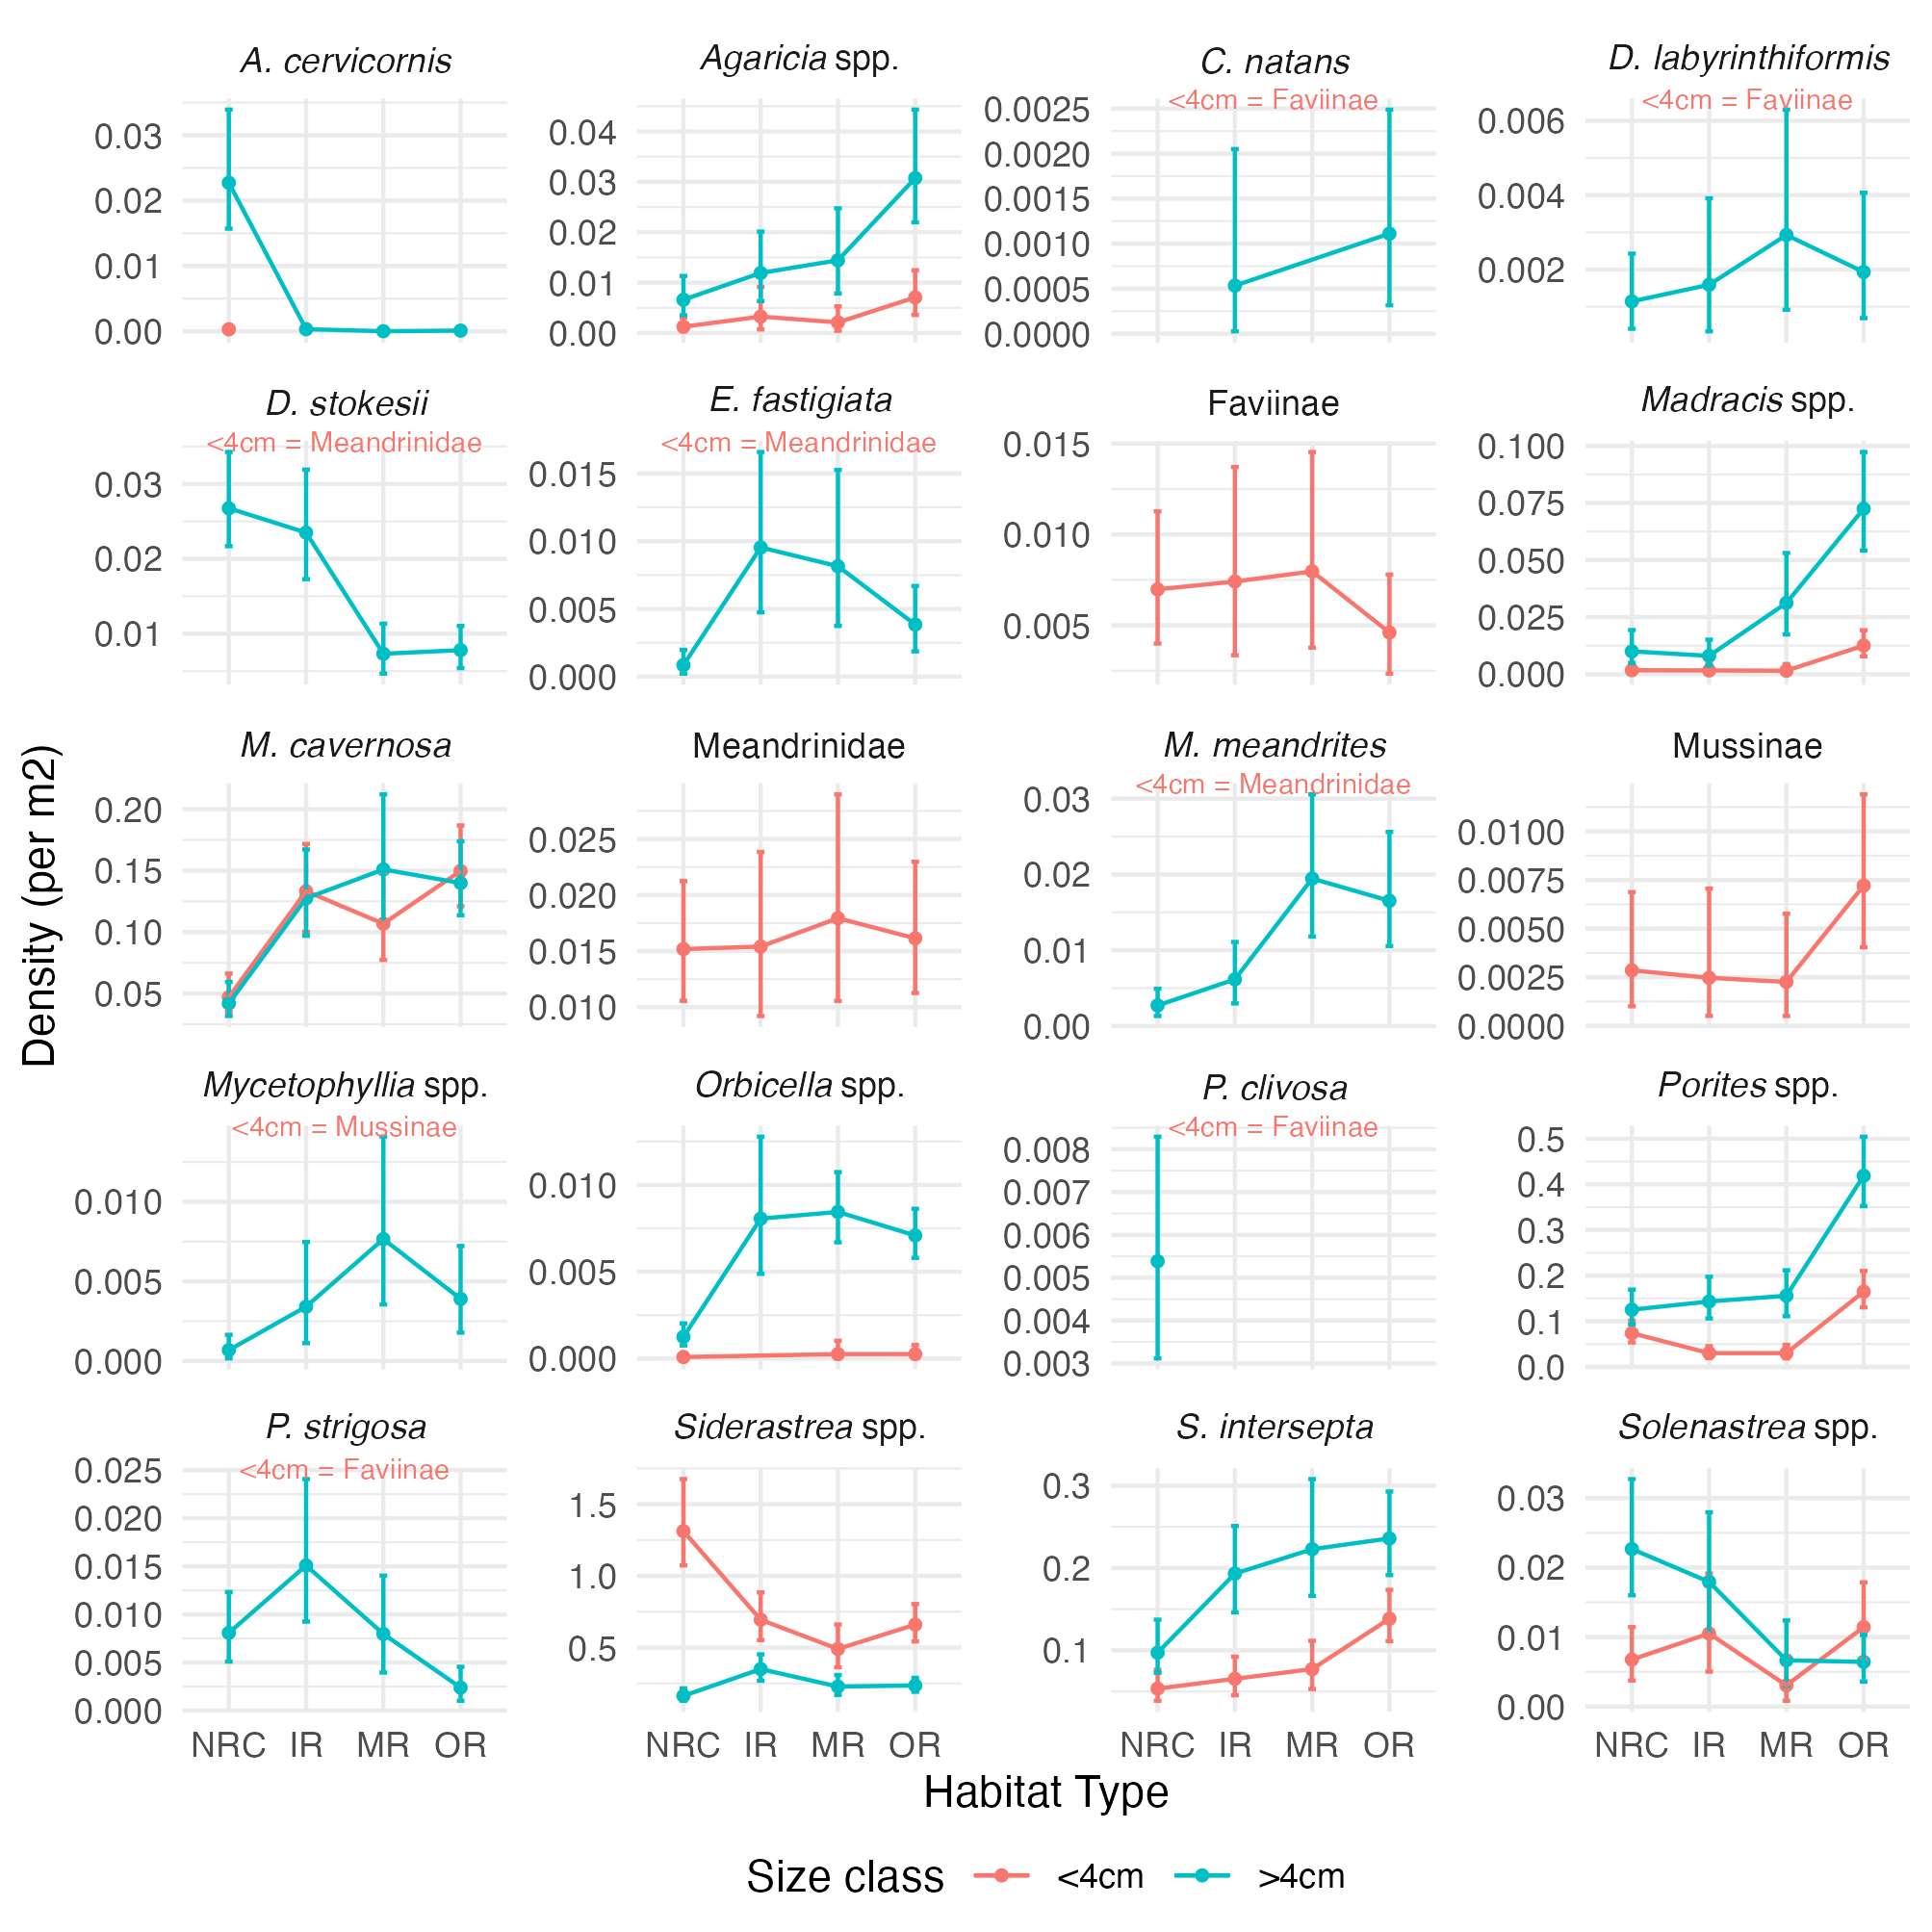 A. cervicornis
0.03
0.02
0.01
0.00
Agaricia spp.
0.04
0.03
0.02
0.01
0.00
C. natans
<4cm = Faviinae
0.0025
0.0020
0.0015
0.0010
0.0005
0.0000
D. labyrinthiformis
<4cm = Faviinae
0.006
0.004
0.002
D. stokesii
<4cm = Meandrinidae
0.03
0.02
0.01
E. fastigiata
<4cm = Meandrinidae
0.015
0.010
0.005
0.000
Faviinae
0.015
0.010
0.005
Madracis spp.
0.100
0.075
0.050
0.025
0.000
Density (per m2)
M. cavernosa
0.20
0.15
0.10
0.05
Meandrinidae
0.025
0.020
0.015
0.010
M. meandrites
<4cm = Meandrinidae
0.03
0.02
0.01
0.00
Mussinae
0.0100
0.0075
0.0050
0.0025
0.0000
Mycetophyllia spp.
<4cm = Mussinae
0.010
0.005
0.000
Orbicella spp.
0.010
0.005
0.000
P. clivosa
<4cm = Faviinae
0.008
0.007
0.006
0.005
0.004
0.003
Porites spp.
0.5
0.4
0.3
0.2
0.1
0.0
P. strigosa
<4cm = Faviinae
0.025
0.020
0.015
0.010
0.005
0.000
NRC IR MR OR
Siderastrea spp.
1.5
1.0
0.5
NRC IR MR OR
S. intersepta
0.3
0.2
0.1
NRC IR MR OR
Solenastrea spp.
0.03
0.02
0.01
0.00
NRC IR MR OR
Habitat Type
Size class <4cm >4cm